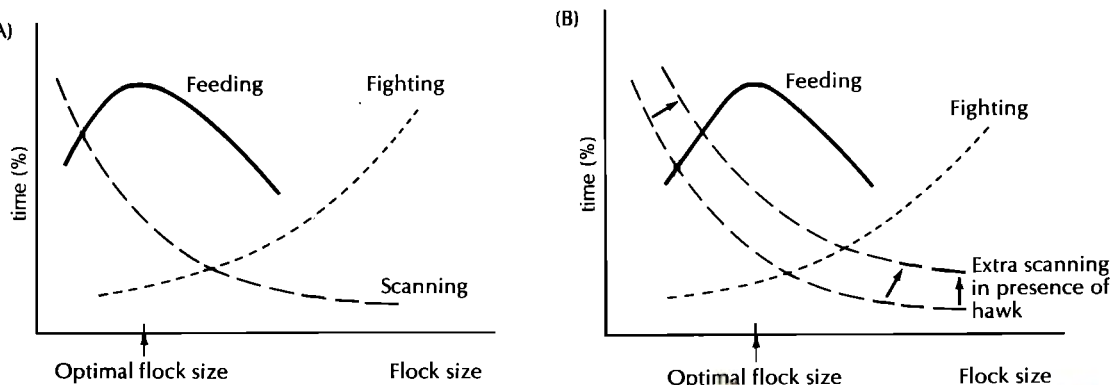 A)
Feeding
Fighting
Scanning
time (%)
Optimal flock size
Flock size
(B)
Feeding
Fighting
Extra scanning
in presence of
hawk
time (%)
Optimal flock size
Flock size